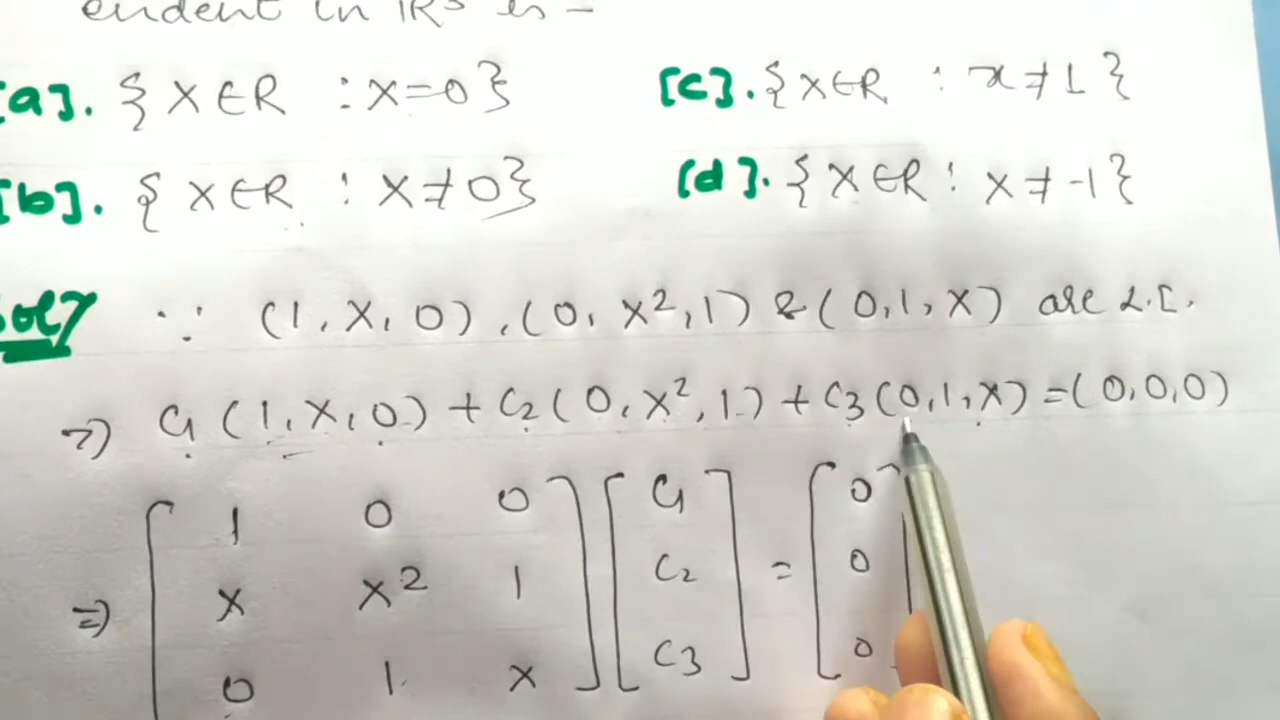 endent in IR³ is -
[a]. {X∈R : X=0}
[c]. {X∈R : x≠1}
[b]. {X∈R : X≠0}
[d]. {X∈R : X≠-1}
Sol? ∵ (1, X, 0), (0, X², 1) & (0, 1, X) are L.I.
=> C1 (1, X, 0) + C2 (0, X², 1) + C3 (0, 1, X) = (0, 0, 0)
=> [1 0 0] [C1] = [0]
[X X² 1] [C2] [0]
[0 1 X] [C3] [0]